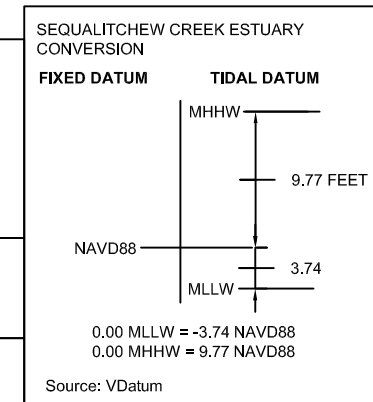 SEQUALITCHEW CREEK ESTUARY
CONVERSION
FIXED DATUM TIDAL DATUM
MHHW
9.77 FEET
NAVD88
3.74
MLLW
0.00 MLLW = -3.74 NAVD88
0.00 MHHW = 9.77 NAVD88
Source: VDatum